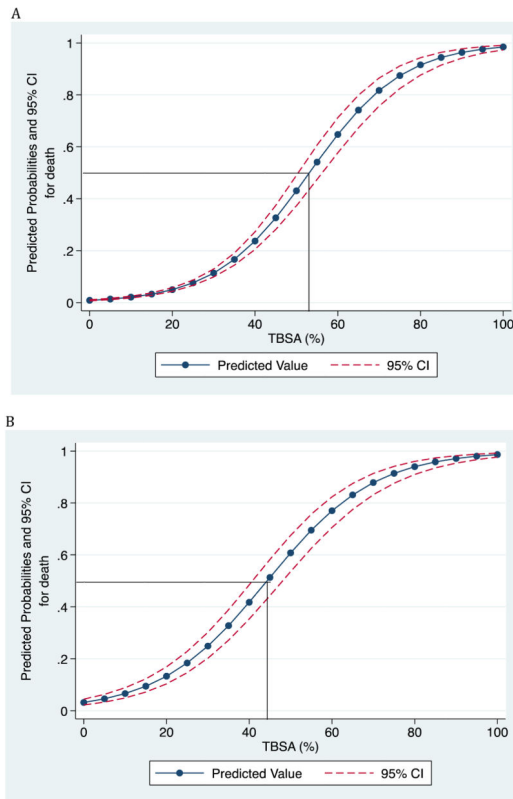 A
Predicted Probabilities and 95% CI
for death
1
.8
.6
.4
.2
0
0 20 40 60 80 100
TBSA (%)
Predicted Value 95% CI
B
Predicted Probabilities and 95% CI
for death
1
.8
.6
.4
.2
0
0 20 40 60 80 100
TBSA (%)
Predicted Value 95% CI